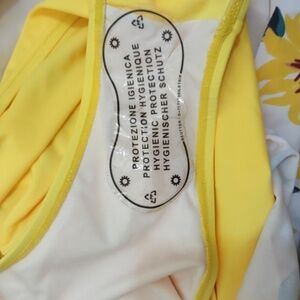 PROTEZIONE IGIENICA
PROTECTION HYGIENIQUE
HYGIENIC PROTECTION
HYGIENISCHER SCHUTZ